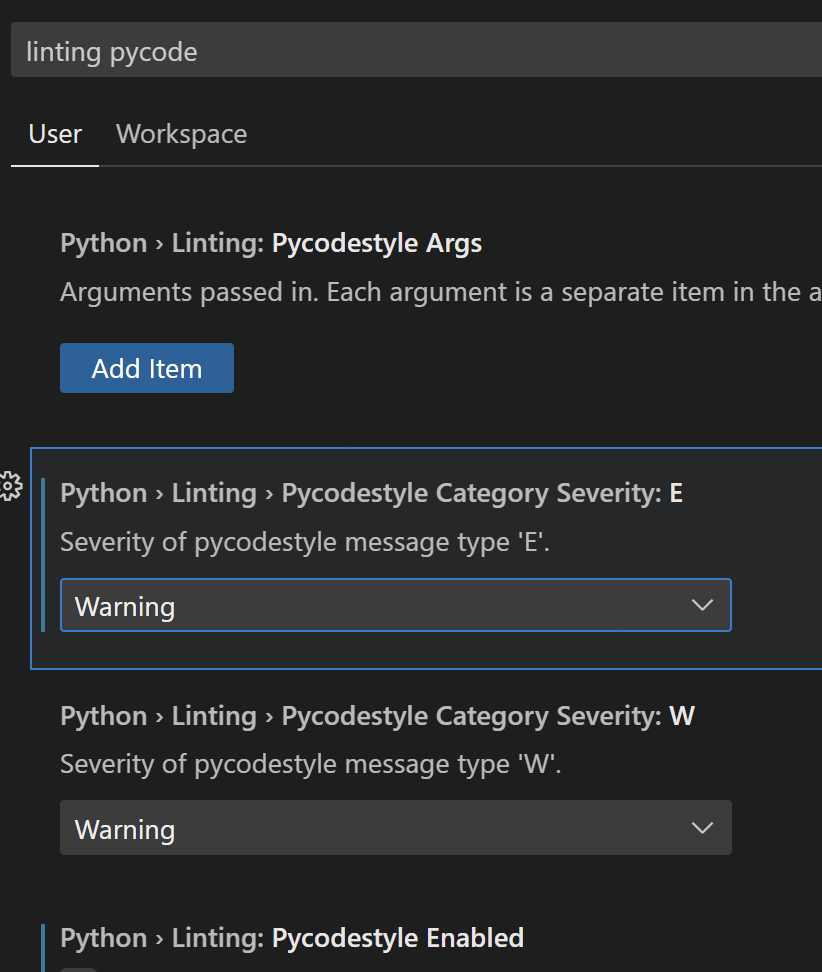 linting pycode
User Workspace
Python › Linting: Pycodestyle Args
Arguments passed in. Each argument is a separate item in the a
Add Item
Python › Linting › Pycodestyle Category Severity: E
Severity of pycodestyle message type 'E'.
Warning
Python › Linting › Pycodestyle Category Severity: W
Severity of pycodestyle message type 'W'.
Warning
Python › Linting: Pycodestyle Enabled